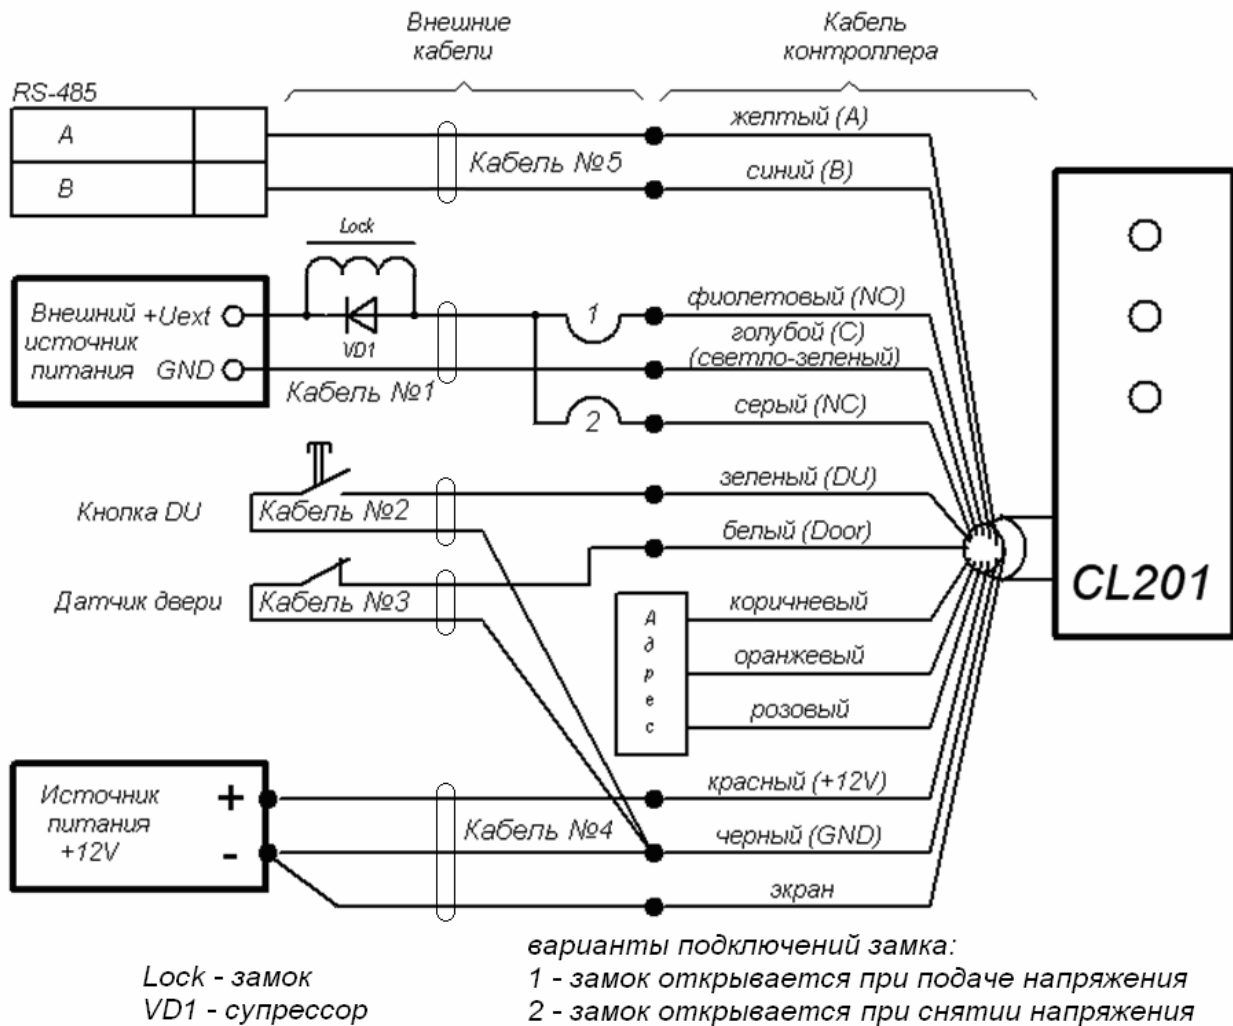 Внешние
кабели
Кабель
контроллера
RS-485
A
B
Кабель №5
желтый (A)
синий (B)
Lock
VD1
Внешний +Uext
источник
питания GND
Кабель №1
1
2
фиолетовый (NO)
голубой (C)
(светло-зеленый)
серый (NC)
Кнопка DU
Кабель №2
зеленый (DU)
белый (Door)
Датчик двери
Кабель №3
Адрес
коричневый
оранжевый
розовый
CL201
Источник
питания
+12V
+
-
Кабель №4
красный (+12V)
черный (GND)
экран
Lock - замок
VD1 - супрессор
варианты подключений замка:
1 - замок открывается при подаче напряжения
2 - замок открывается при снятии напряжения